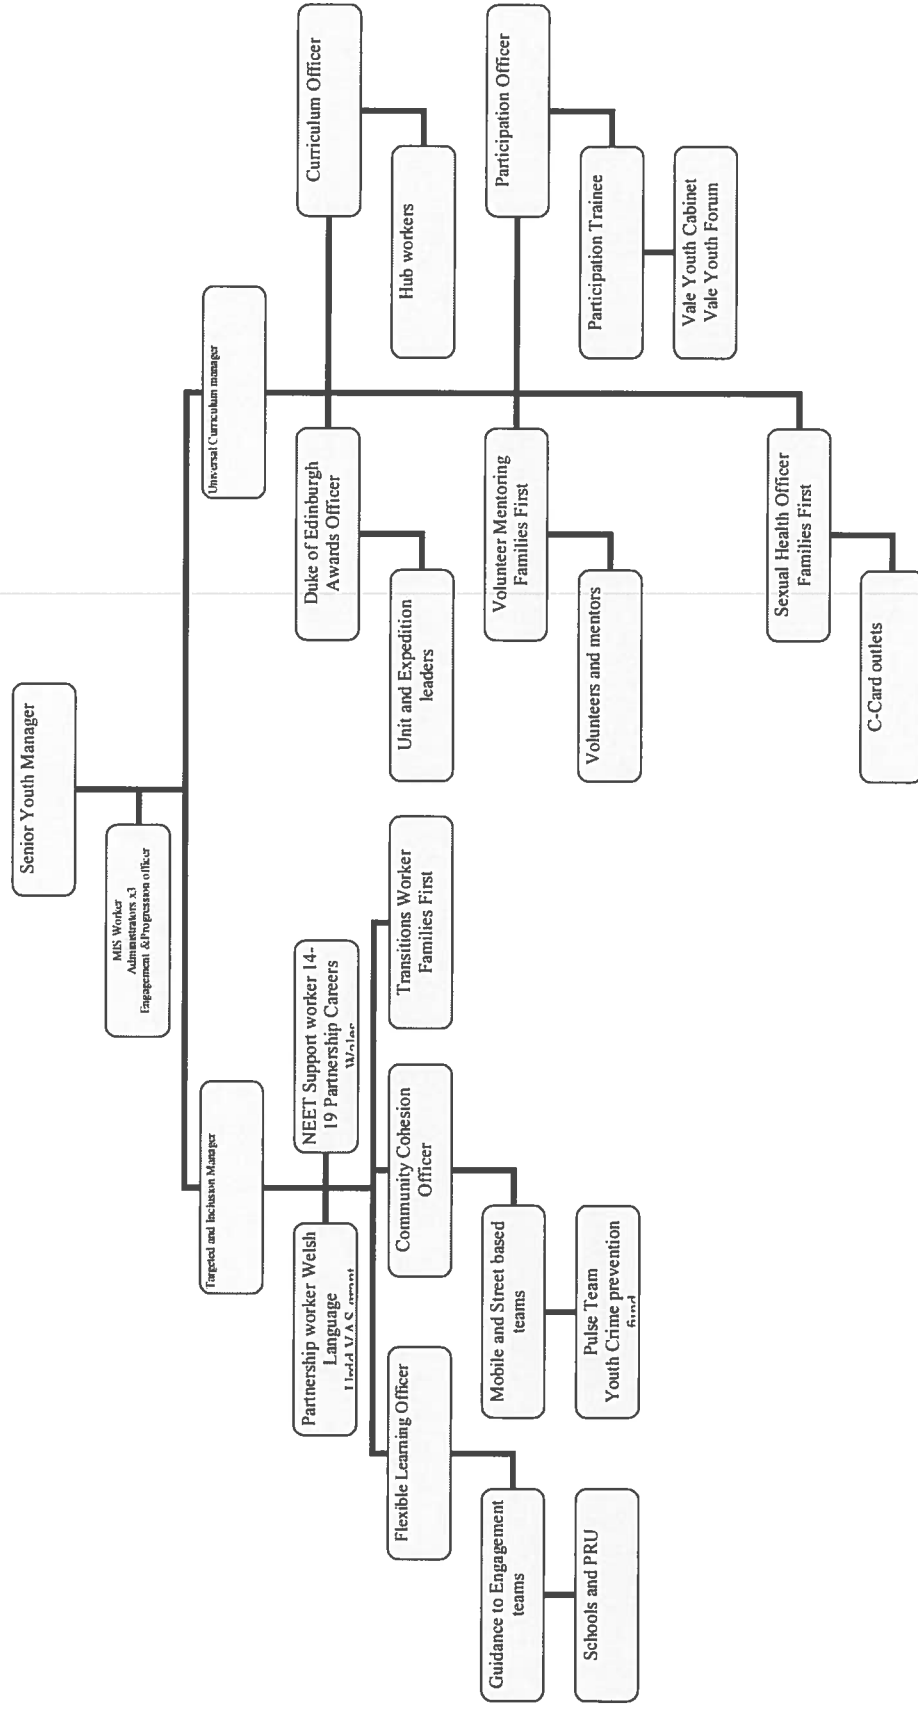 Senior Youth Manager
MIS Worker
Administrators x3
Engagement &Progression officer
Targeted and Inclusion Manager
Universal Curriculum manager
Partnership worker Welsh
Language
NEET Support worker 14-
19 Partnership Careers
Wales
Flexible Learning Officer
Community Cohesion
Officer
Transitions Worker
Families First
Guidance to Engagement
teams
Schools and PRU
Mobile and Street based
teams
Pulse Team
Youth Crime prevention
fund
Duke of Edinburgh
Awards Officer
Unit and Expedition
leaders
Curriculum Officer
Hub workers
Volunteer Mentoring
Families First
Volunteers and mentors
Participation Officer
Participation Trainee
Vale Youth Cabinet
Vale Youth Forum
Sexual Health Officer
Families First
C-Card outlets